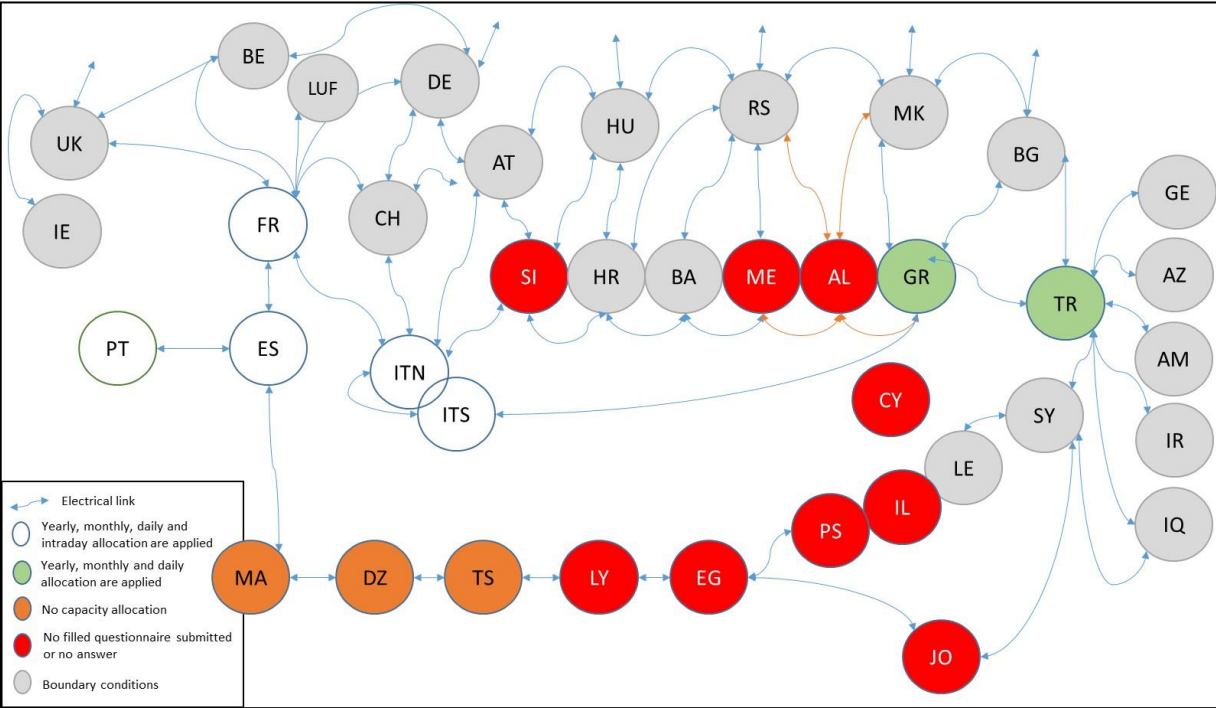 BE
LUF
DE
UK
HU
RS
MK
AT
BG
IE
FR
CH
GE
SI
HR
BA
ME
AL
GR
AZ
TR
PT
ES
ITN
ITS
AM
CY
SY
IR
LE
IL
PS
IQ
MA
DZ
TS
LY
EG
JO
Electrical link
Yearly, monthly, daily and
intraday allocation are applied
Yearly, monthly and daily
allocation are applied
No capacity allocation
No filled questionnaire submitted
or no answer
Boundary conditions